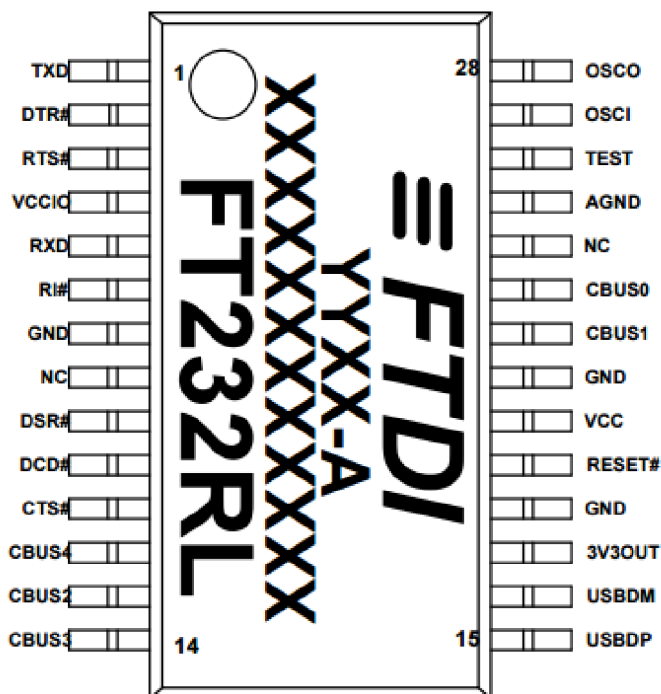 TXD
DTR#
RTS#
VCCIO
RXD
RI#
GND
NC
DSR#
DCD#
CTS#
CBUS4
CBUS2
CBUS3
1
14
28
15
FTDI
YYXX-A
XXXXXXXXXXXX
FT232RL
OSCO
OSCI
TEST
AGND
NC
CBUS0
CBUS1
GND
VCC
RESET#
GND
3V3OUT
USBDM
USBDP